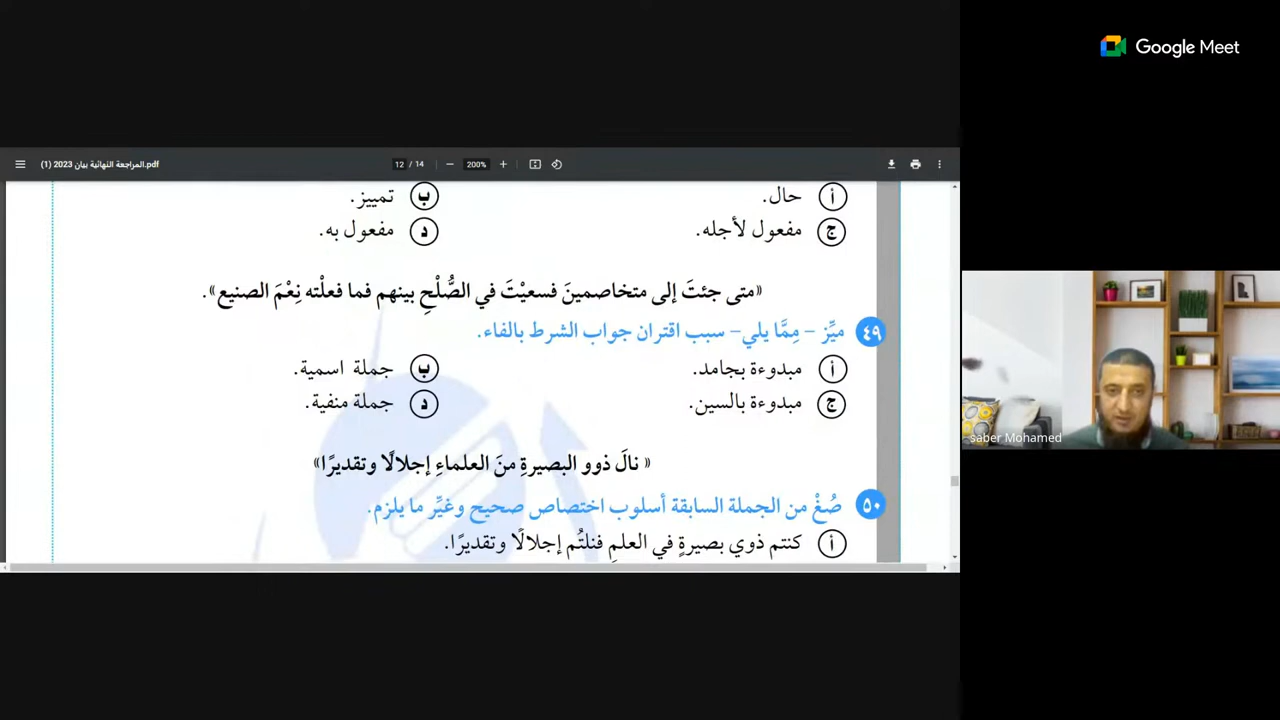 Google Meet
المراجعة النهائية بيان 2023 (1).pdf
12 / 14
200%
أ حال.
ب تمييز.
ج مفعول لأجله.
د مفعول به.
«متى جئتَ إلى متخاصمينَ فسعيْتَ في الصُّلْحِ بينهم فما فعلْته نِعْمَ الصنيع».
٤٩ ميِّز – مِمَّا يلي– سبب اقتران جواب الشرط بالفاء.
أ مبدوءة بجامد.
ب جملة اسمية.
ج مبدوءة بالسين.
د جملة منفية.
« نالَ ذوو البصيرةِ منَ العلماءِ إجلالًا وتقديرًا»
٥٠ صُغْ من الجملة السابقة أسلوب اختصاص صحيح وغيِّر ما يلزم.
أ كنتم ذوي بصيرةٍ في العلمِ فنلتُم إجلالًا وتقديرًا.
saber Mohamed